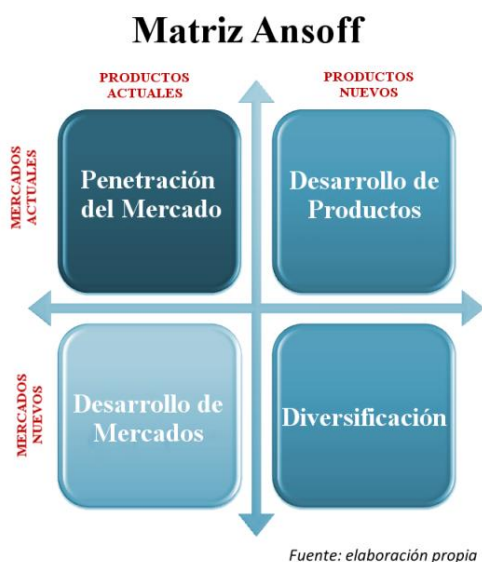 Matriz Ansoff
PRODUCTOS
ACTUALES
PRODUCTOS
NUEVOS
MERCADOS
ACTUALES
Penetración
del Mercado
Desarrollo de
Productos
MERCADOS
NUEVOS
Desarrollo de
Mercados
Diversificación
Fuente: elaboración propia